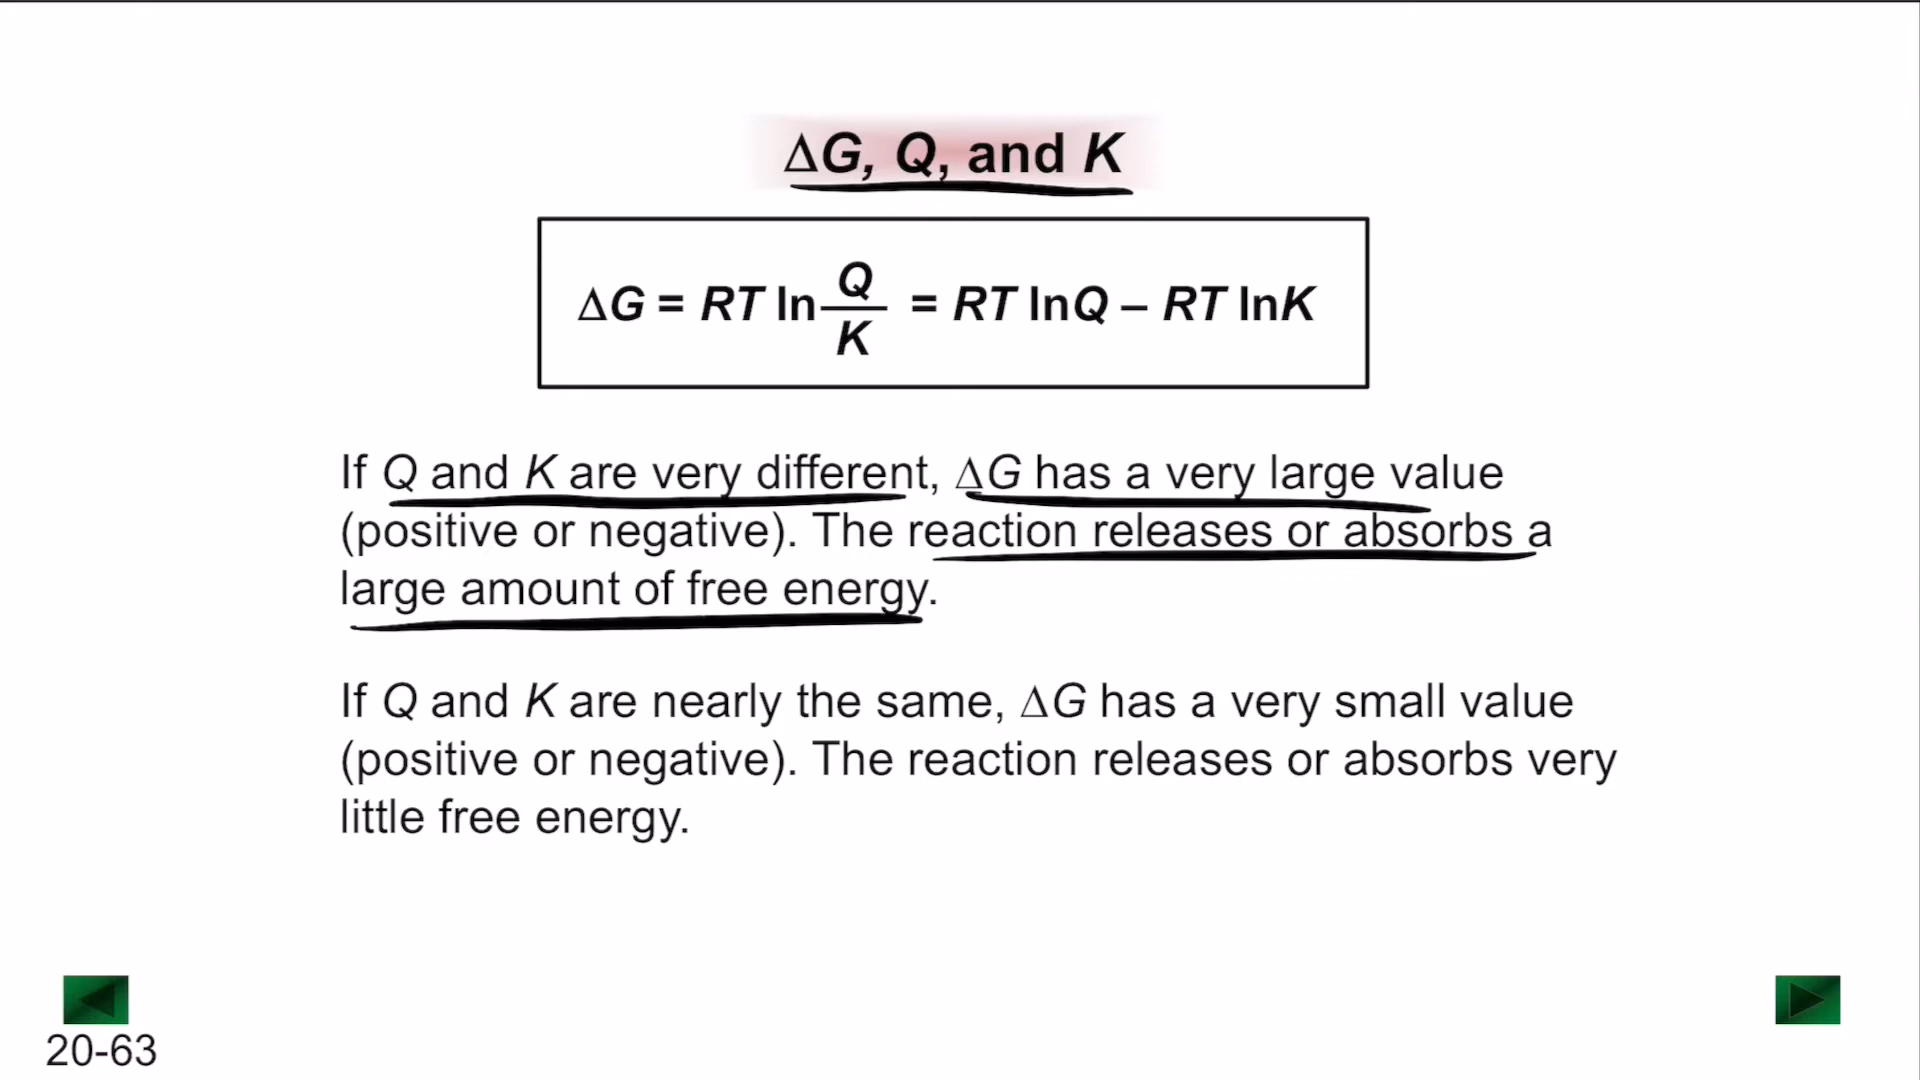 ΔG, Q, and K
ΔG = RT ln Q/K = RT lnQ – RT lnK
If Q and K are very different, ΔG has a very large value
(positive or negative). The reaction releases or absorbs a
large amount of free energy.
If Q and K are nearly the same, ΔG has a very small value
(positive or negative). The reaction releases or absorbs very
little free energy.
20-63